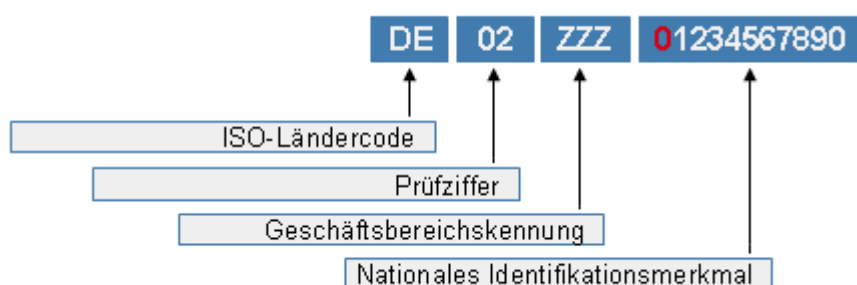 DE 02 ZZZ 01234567890
ISO-Ländercode
Prüfziffer
Geschäftsbereichskennung
Nationales Identifikationsmerkmal